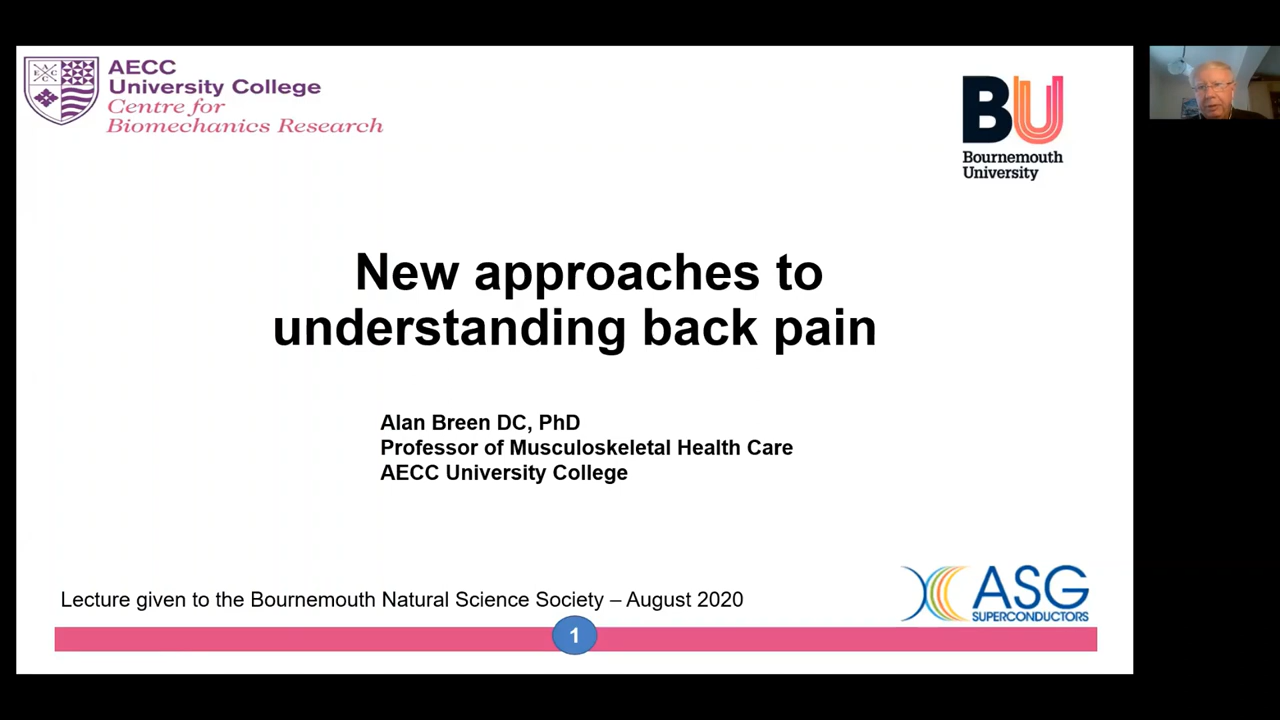 AECC
University College
Centre for
Biomechanics Research
BU
Bournemouth
University
New approaches to
understanding back pain
Alan Breen DC, PhD
Professor of Musculoskeletal Health Care
AECC University College
Lecture given to the Bournemouth Natural Science Society – August 2020
ASG
SUPERCONDUCTORS
1